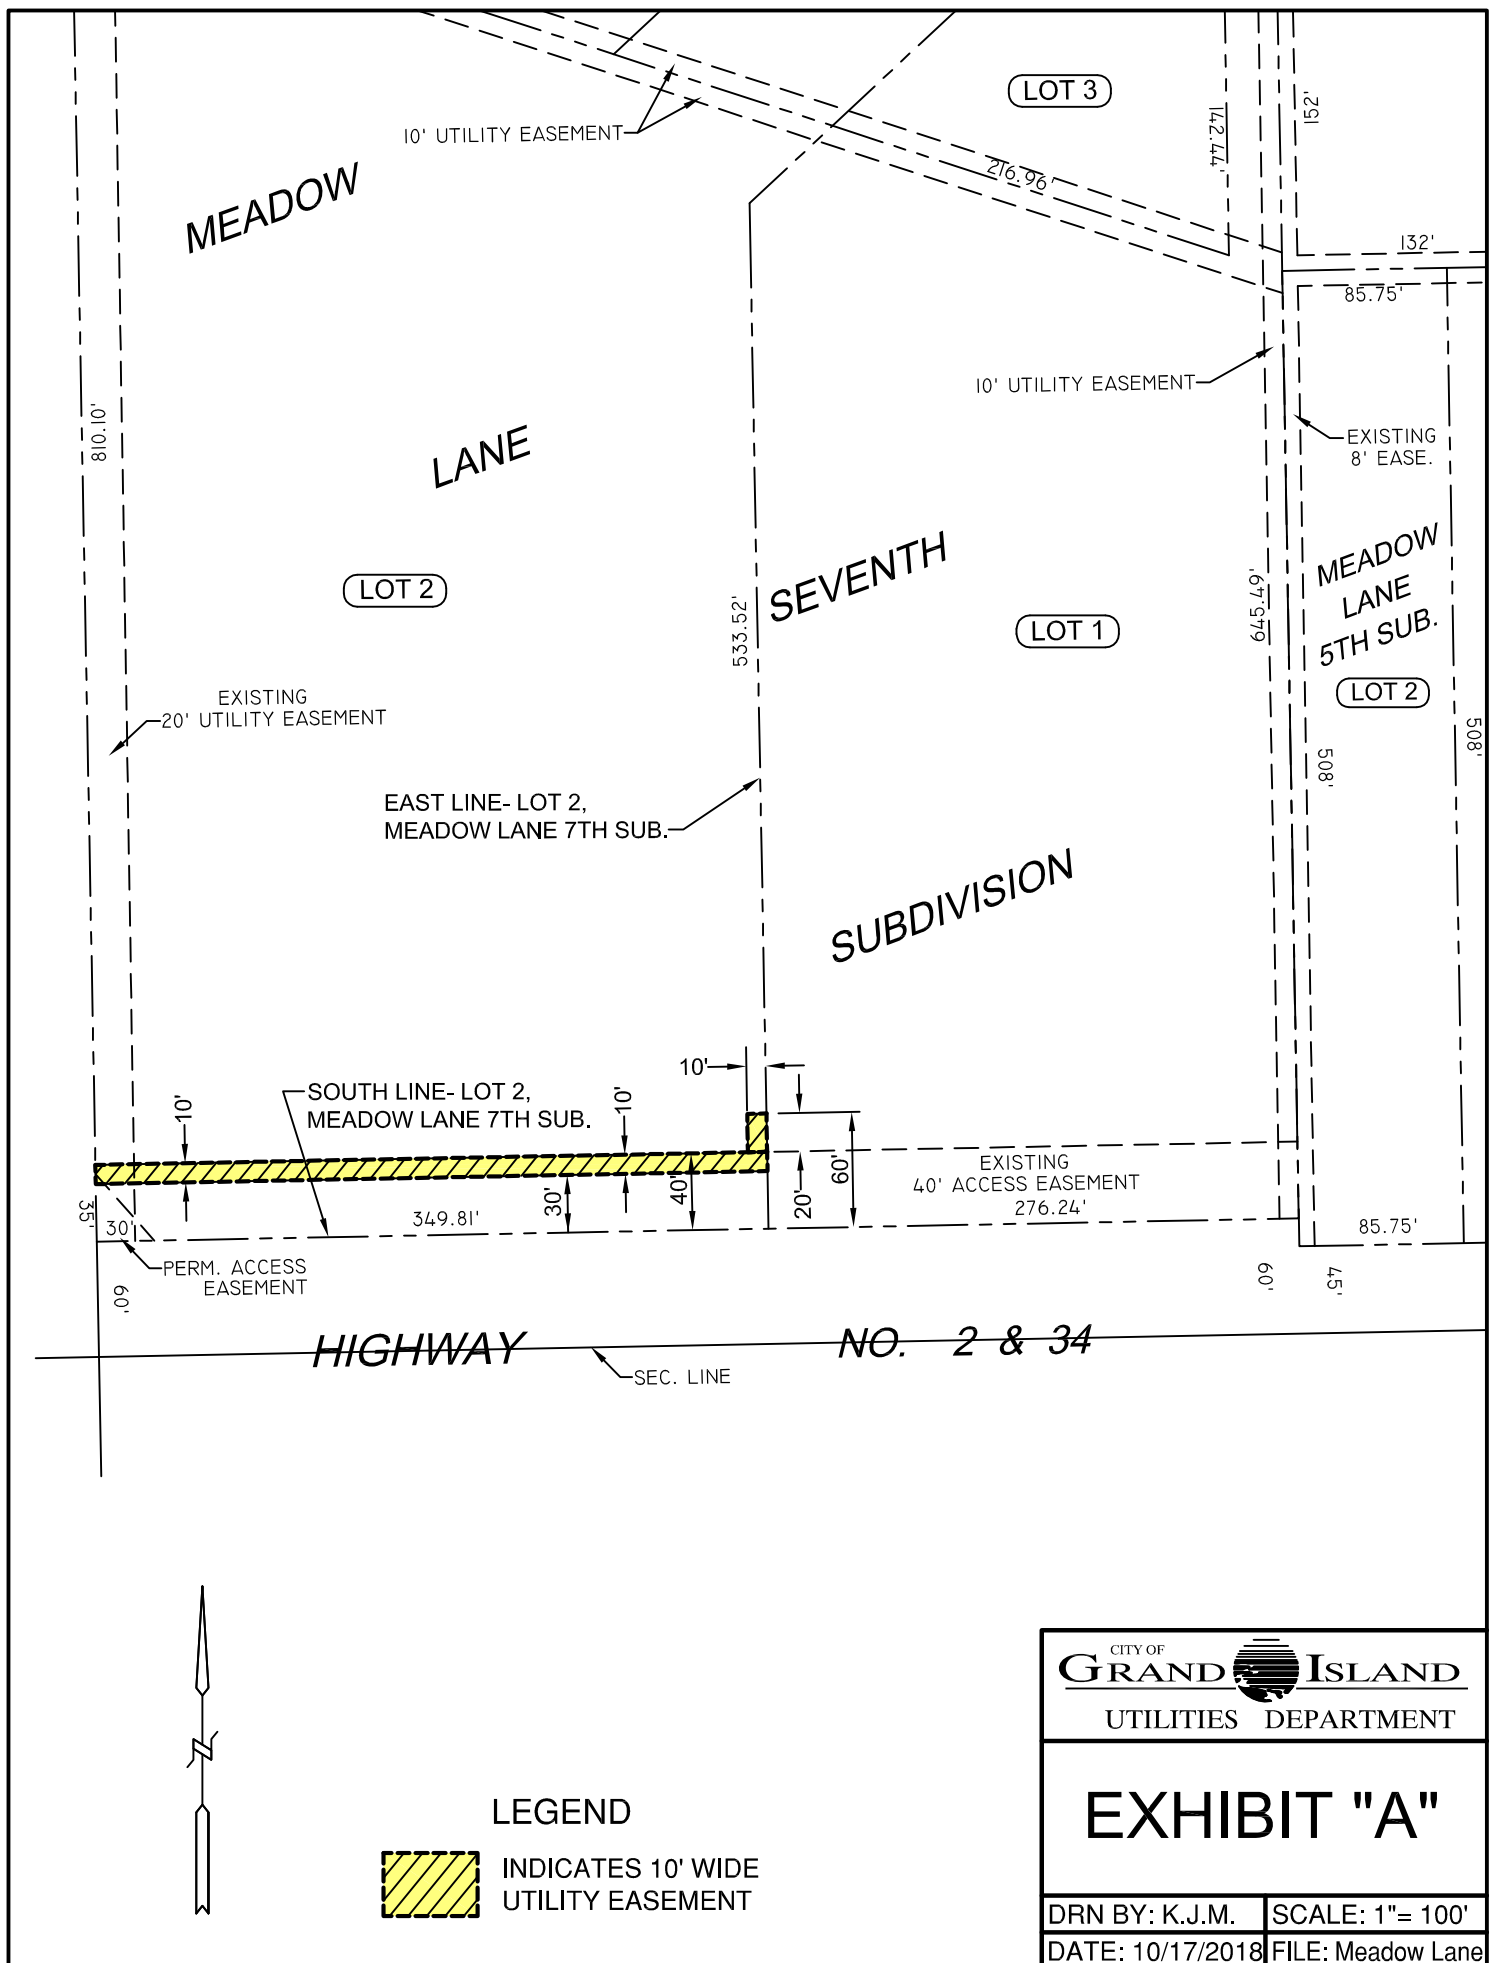 LOT 3
152'
142.44'
10' UTILITY EASEMENT
216.96'
MEADOW
132'
85.75'
10' UTILITY EASEMENT
810.10'
EXISTING
8' EASE.
LANE
MEADOW
LANE
5TH SUB.
SEVENTH
LOT 2
533.52'
645.49'
LOT 1
LOT 2
EXISTING
20' UTILITY EASEMENT
508'
508'
EAST LINE- LOT 2,
MEADOW LANE 7TH SUB.
SUBDIVISION
10'
SOUTH LINE- LOT 2,
MEADOW LANE 7TH SUB.
10'
10'
EXISTING
40' ACCESS EASEMENT
276.24'
60'
20'
40'
30'
35'
30'
349.81'
85.75'
PERM. ACCESS
EASEMENT
60'
60'
45'
HIGHWAY NO. 2 & 34
SEC. LINE
CITY OF
GRAND ISLAND
UTILITIES DEPARTMENT
EXHIBIT "A"
LEGEND
INDICATES 10' WIDE
UTILITY EASEMENT
DRN BY: K.J.M.
SCALE: 1"= 100'
DATE: 10/17/2018
FILE: Meadow Lane